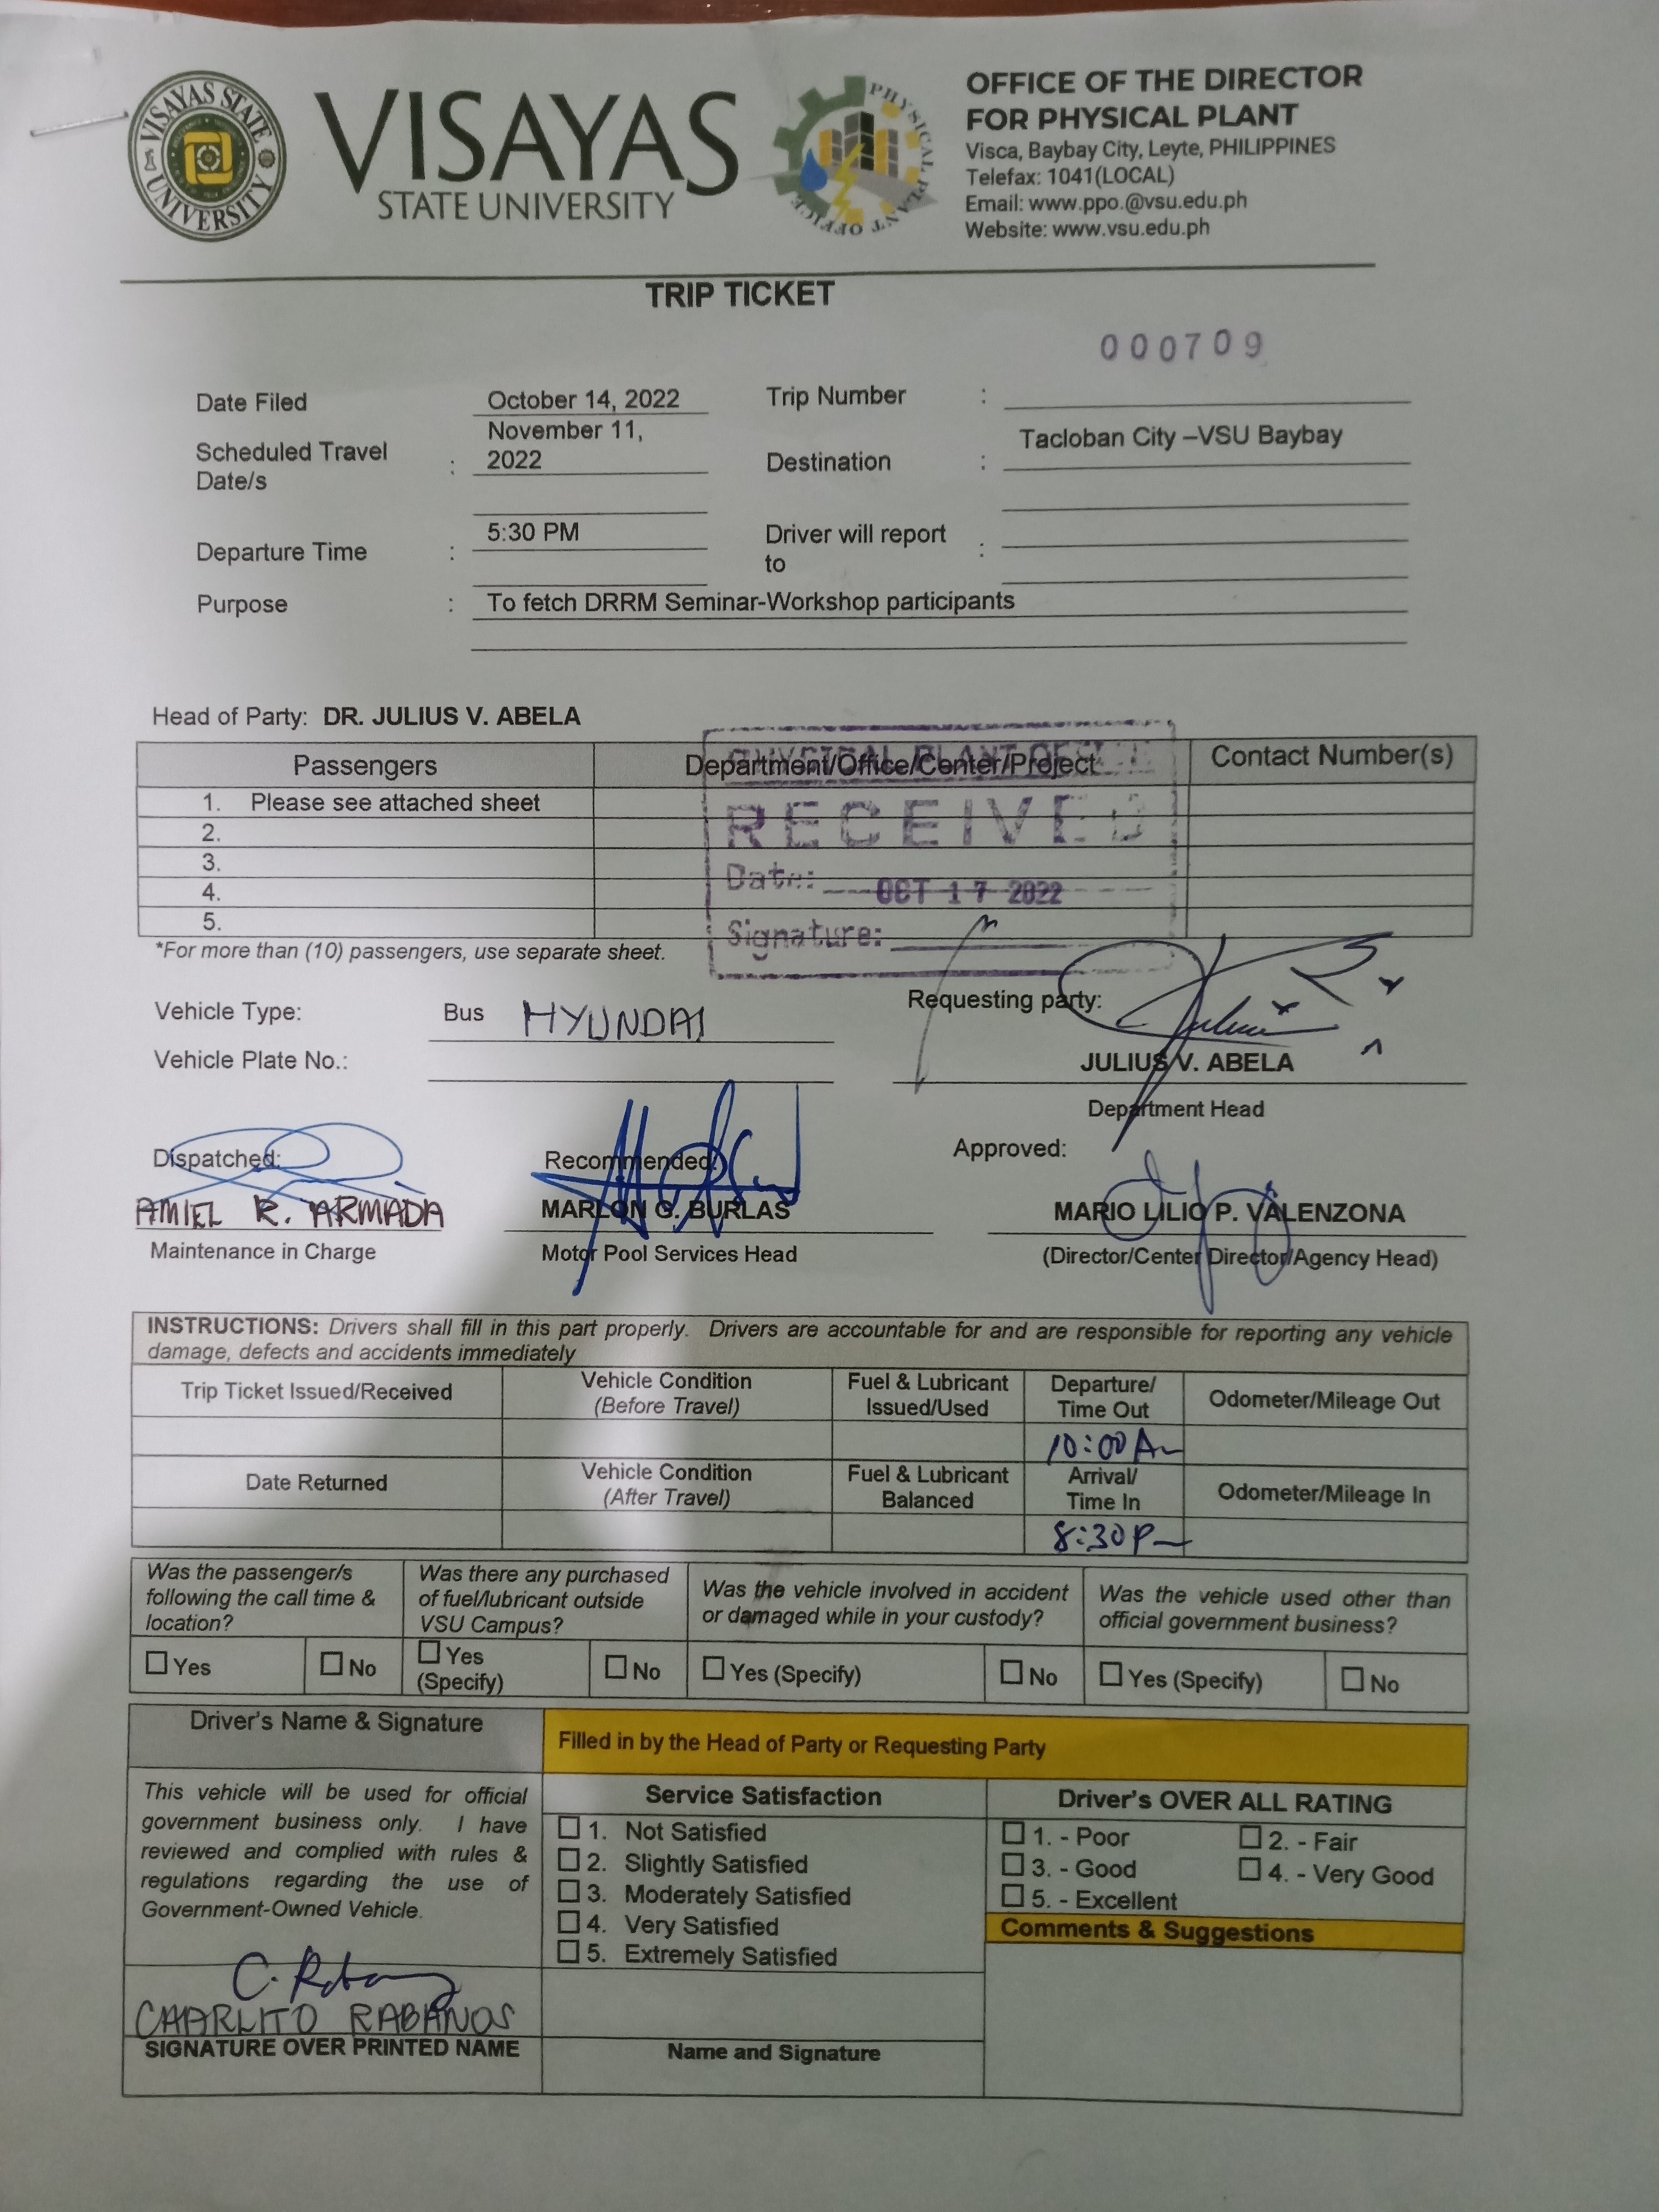 VISAYAS STATE UNIVERSITY
VISAYAS
STATE UNIVERSITY
PHYSICAL PLANT OFFICE
OFFICE OF THE DIRECTOR
FOR PHYSICAL PLANT
Visca, Baybay City, Leyte, PHILIPPINES
Telefax: 1041(LOCAL)
Email: www.ppo.@vsu.edu.ph
Website: www.vsu.edu.ph
TRIP TICKET
000709
Date Filed October 14, 2022 Trip Number :
Scheduled Travel Date/s : November 11, 2022 Destination : Tacloban City –VSU Baybay
Departure Time : 5:30 PM Driver will report to :
Purpose : To fetch DRRM Seminar-Workshop participants
Head of Party: DR. JULIUS V. ABELA
Passengers Department/Office/Center/Project Contact Number(s)
1. Please see attached sheet
2.
3.
4.
5.
PHYSICAL PLANT OFFICE
RECEIVED
Date: OCT 17 2022
Signature:
*For more than (10) passengers, use separate sheet.
Vehicle Type: Bus HYUNDAI Requesting party:
Vehicle Plate No.: JULIUS V. ABELA
Department Head
Dispatched: Recommended: Approved:
AMIEL R. ARMADA MARLON G. BURLAS MARIO LILIO P. VALENZONA
Maintenance in Charge Motor Pool Services Head (Director/Center Director/Agency Head)
INSTRUCTIONS: Drivers shall fill in this part properly. Drivers are accountable for and are responsible for reporting any vehicle
damage, defects and accidents immediately
Trip Ticket Issued/Received Vehicle Condition (Before Travel) Fuel & Lubricant Issued/Used Departure/ Time Out Odometer/Mileage Out
10:00 A
Date Returned Vehicle Condition (After Travel) Fuel & Lubricant Balanced Arrival/ Time In Odometer/Mileage In
8:30 P
Was the passenger/s following the call time & location? Was there any purchased of fuel/lubricant outside VSU Campus? Was the vehicle involved in accident or damaged while in your custody? Was the vehicle used other than official government business?
Yes No Yes (Specify) No Yes (Specify) No Yes (Specify) No
Driver's Name & Signature
Filled in by the Head of Party or Requesting Party
This vehicle will be used for official
government business only. I have
reviewed and complied with rules &
regulations regarding the use of
Government-Owned Vehicle.
C. Raba
CHARLITO RABANOS
SIGNATURE OVER PRINTED NAME
Service Satisfaction
1. Not Satisfied
2. Slightly Satisfied
3. Moderately Satisfied
4. Very Satisfied
5. Extremely Satisfied
Name and Signature
Driver's OVER ALL RATING
1. - Poor 2. - Fair
3. - Good 4. - Very Good
5. - Excellent
Comments & Suggestions